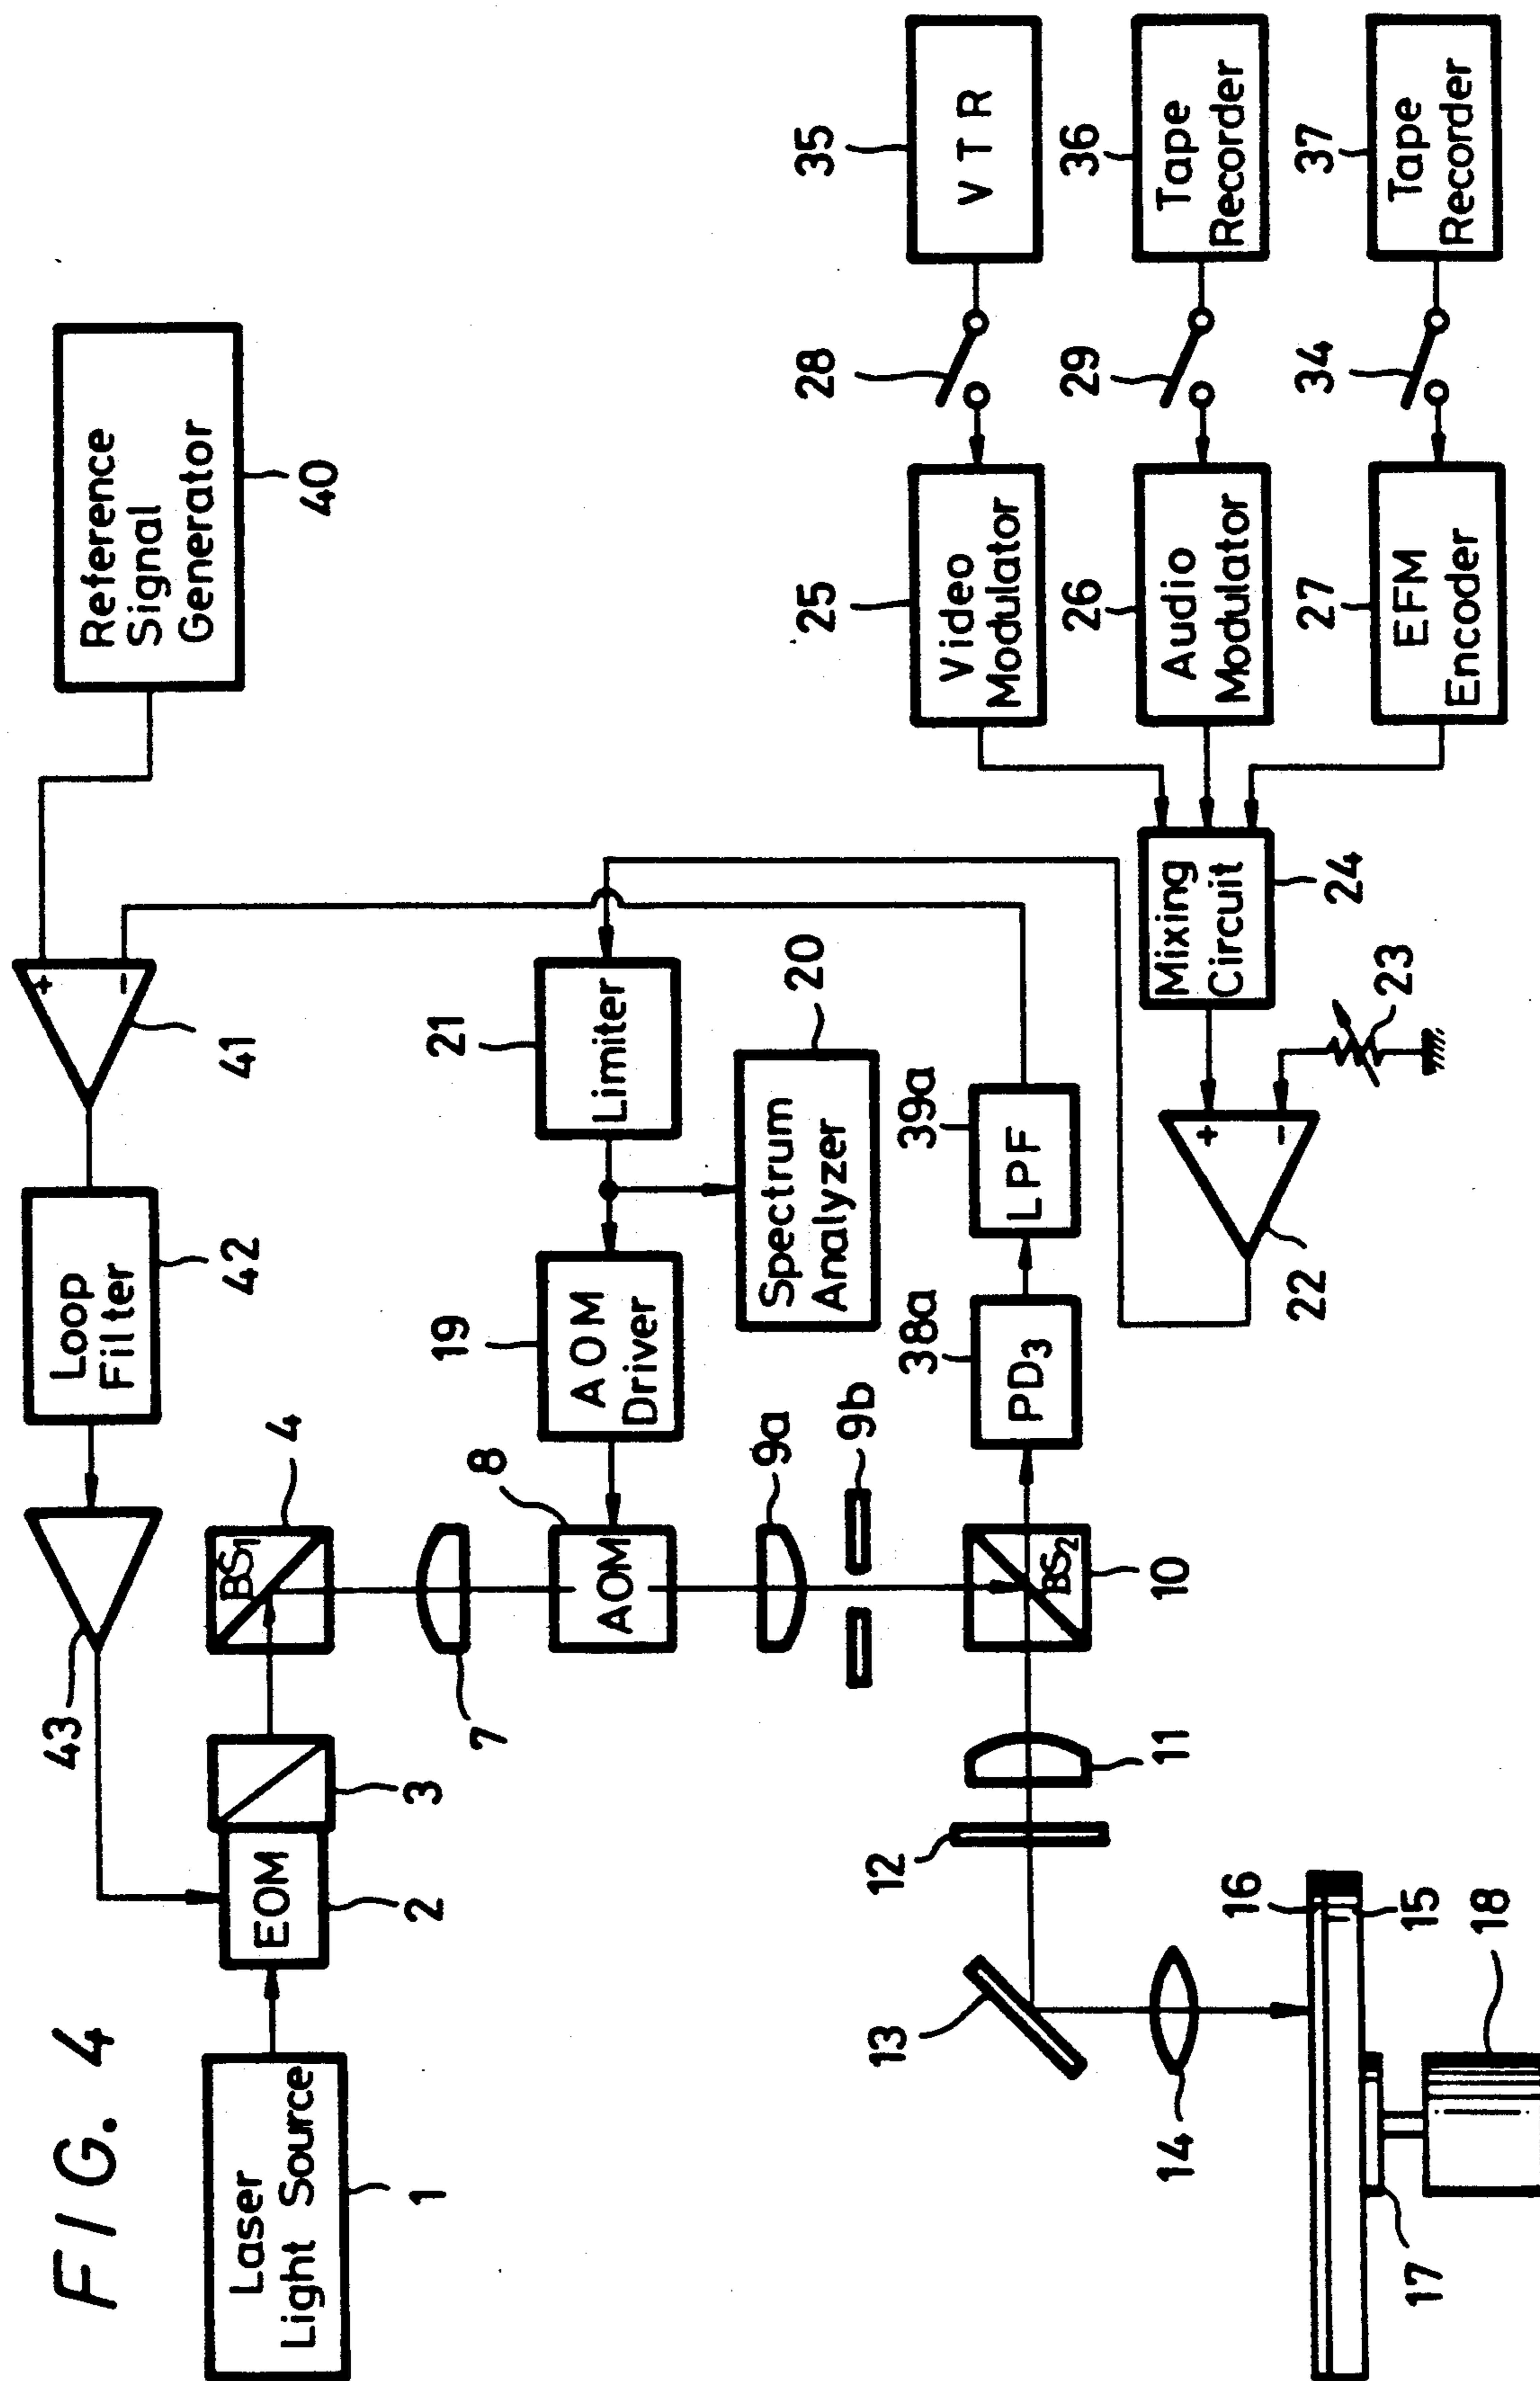 FIG. 4
Laser
Light Source
1
EOM
2
3
43
BS1
4
Loop
Filter
42
41
+
−
Reference
Signal
Generator
40
7
AOM
8
AOM
Driver
19
Limiter
21
Spectrum
Analyzer
20
9a
9b
BS2
10
PD3
38a
LPF
39a
11
12
13
14
16
15
17
18
22
+
−
23
Mixing
Circuit
24
Video
Modulator
25
28
VTR
35
Audio
Modulator
26
29
Tape
Recorder
36
EFM
Encoder
27
34
Tape
Recorder
37